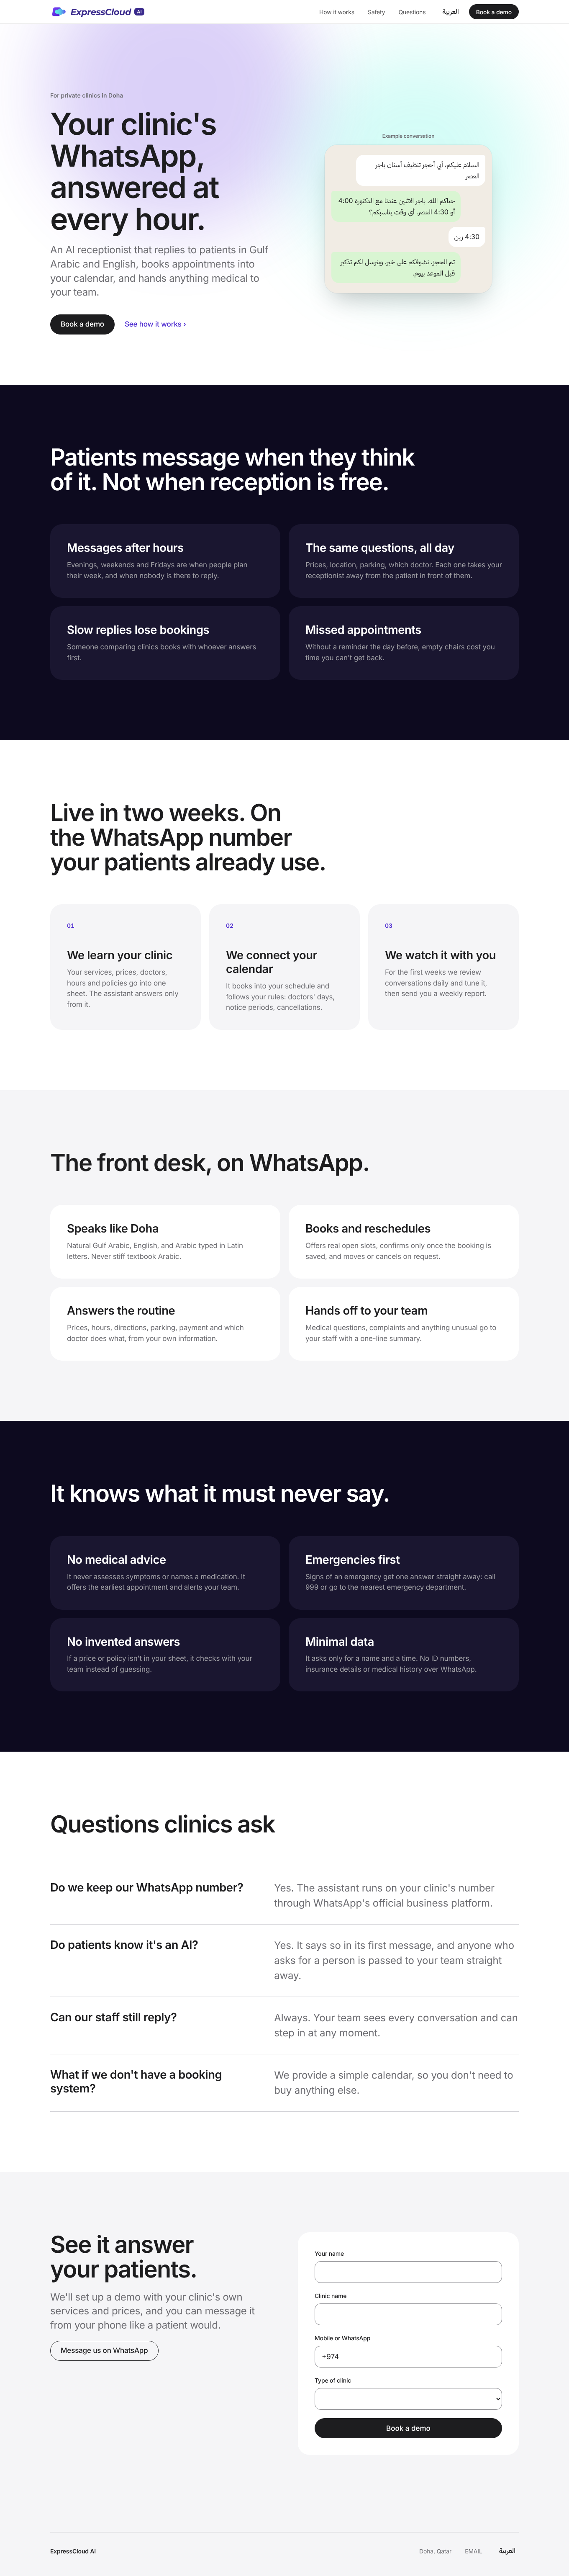 ExpressCloud AI
How it works
Safety
Questions
العربية
Book a demo
For private clinics in Doha
Your clinic's
WhatsApp,
answered at
every hour.
An AI receptionist that replies to patients in Gulf
Arabic and English, books appointments into
your calendar, and hands anything medical to
your team.
Book a demo
See how it works ›
Example conversation
السلام عليكم، أبي أحجز تنظيف أسنان باجر
العصر
حياكم الله. باجر الاثنين عندنا مع الدكتورة 4:00
أو 4:30 العصر. أي وقت يناسبكم؟
4:30 زين
تم الحجز. نشوفكم على خير، وبنرسل لكم تذكير
قبل الموعد بيوم.
Patients message when they think
of it. Not when reception is free.
Messages after hours
Evenings, weekends and Fridays are when people plan
their week, and when nobody is there to reply.
The same questions, all day
Prices, location, parking, which doctor. Each one takes your
receptionist away from the patient in front of them.
Slow replies lose bookings
Someone comparing clinics books with whoever answers
first.
Missed appointments
Without a reminder the day before, empty chairs cost you
time you can't get back.
Live in two weeks. On
the WhatsApp number
your patients already use.
01
We learn your clinic
Your services, prices, doctors,
hours and policies go into one
sheet. The assistant answers only
from it.
02
We connect your
calendar
It books into your schedule and
follows your rules: doctors' days,
notice periods, cancellations.
03
We watch it with you
For the first weeks we review
conversations daily and tune it,
then send you a weekly report.
The front desk, on WhatsApp.
Speaks like Doha
Natural Gulf Arabic, English, and Arabic typed in Latin
letters. Never stiff textbook Arabic.
Books and reschedules
Offers real open slots, confirms only once the booking is
saved, and moves or cancels on request.
Answers the routine
Prices, hours, directions, parking, payment and which
doctor does what, from your own information.
Hands off to your team
Medical questions, complaints and anything unusual go to
your staff with a one-line summary.
It knows what it must never say.
No medical advice
It never assesses symptoms or names a medication. It
offers the earliest appointment and alerts your team.
Emergencies first
Signs of an emergency get one answer straight away: call
999 or go to the nearest emergency department.
No invented answers
If a price or policy isn't in your sheet, it checks with your
team instead of guessing.
Minimal data
It asks only for a name and a time. No ID numbers,
insurance details or medical history over WhatsApp.
Questions clinics ask
Do we keep our WhatsApp number?
Yes. The assistant runs on your clinic's number
through WhatsApp's official business platform.
Do patients know it's an AI?
Yes. It says so in its first message, and anyone who
asks for a person is passed to your team straight
away.
Can our staff still reply?
Always. Your team sees every conversation and can
step in at any moment.
What if we don't have a booking
system?
We provide a simple calendar, so you don't need to
buy anything else.
See it answer
your patients.
We'll set up a demo with your clinic's own
services and prices, and you can message it
from your phone like a patient would.
Message us on WhatsApp
Your name
Clinic name
Mobile or WhatsApp
+974
Type of clinic
Book a demo
ExpressCloud AI
Doha, Qatar
EMAIL
العربية